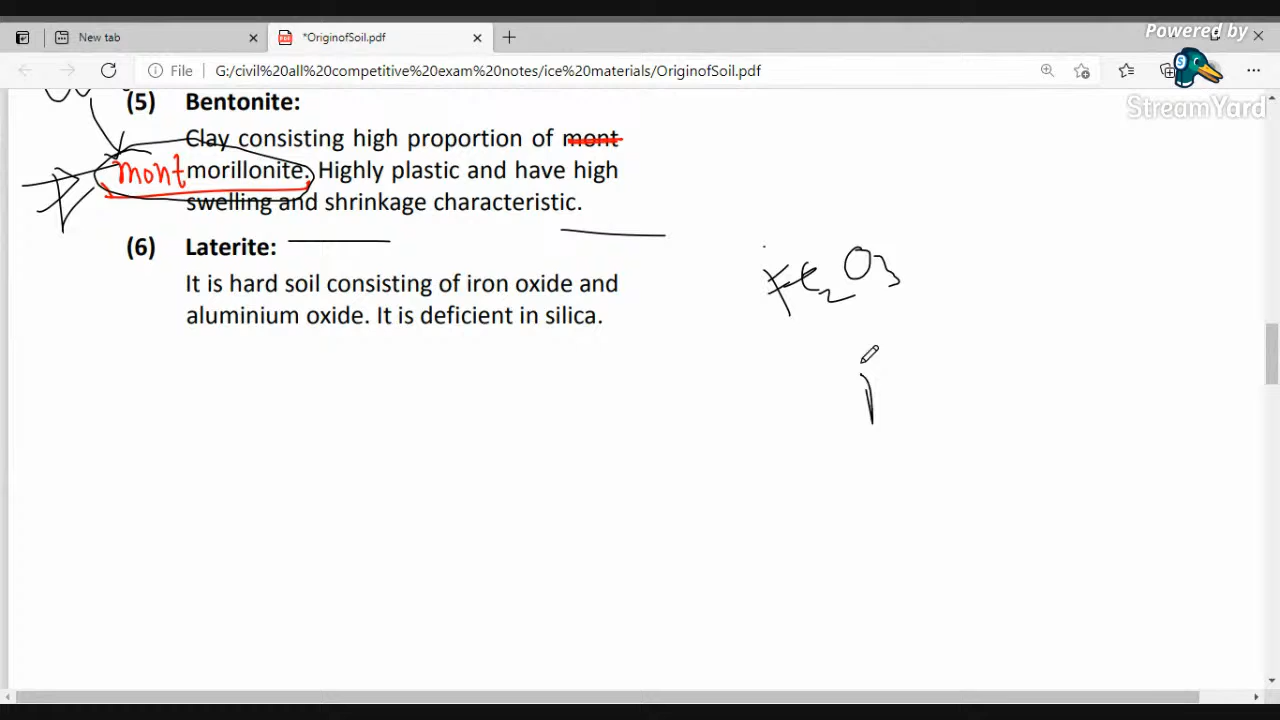 Powered by
New tab
*OriginofSoil.pdf
File G:/civil%20all%20competitive%20exam%20notes/ice%20materials/OriginofSoil.pdf
StreamYard
(5) Bentonite:
Clay consisting high proportion of mont
mont morillonite. Highly plastic and have high
swelling and shrinkage characteristic.
(6) Laterite:
It is hard soil consisting of iron oxide and
aluminium oxide. It is deficient in silica.
Fe2O3